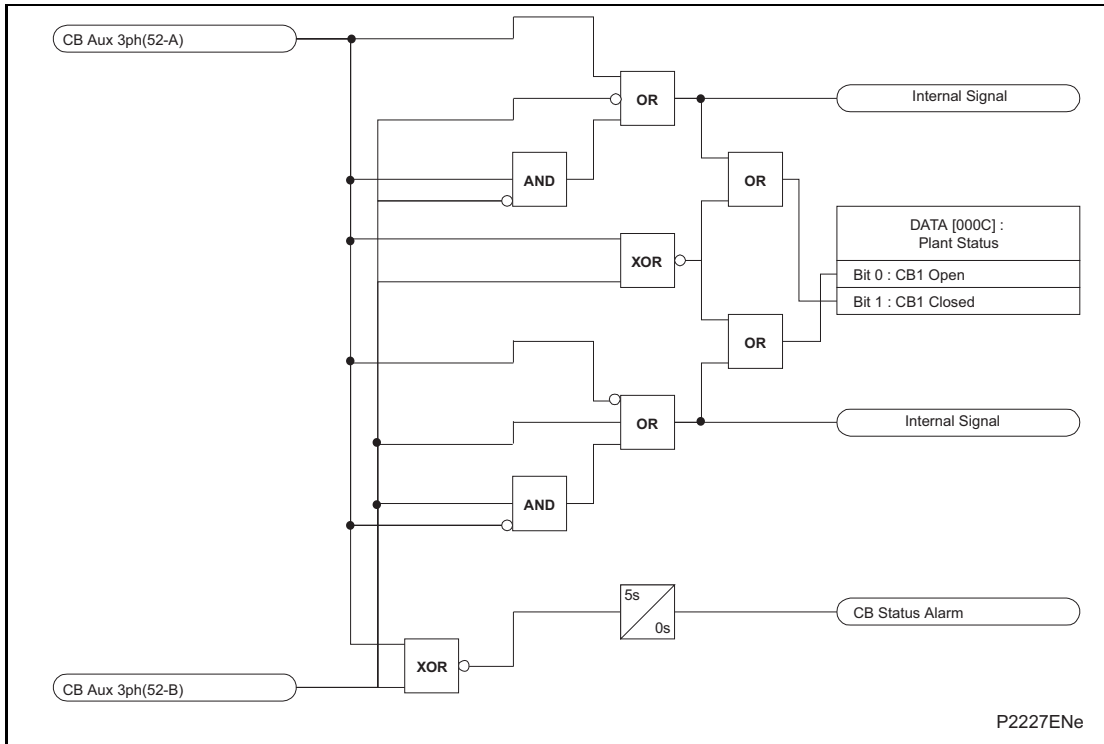 CB Aux 3ph(52-A)
OR
Internal Signal
AND
OR
DATA [000C] :
Plant Status
XOR
Bit 0 : CB1 Open
Bit 1 : CB1 Closed
OR
OR
Internal Signal
AND
5s
0s
CB Status Alarm
XOR
CB Aux 3ph(52-B)
P2227ENe